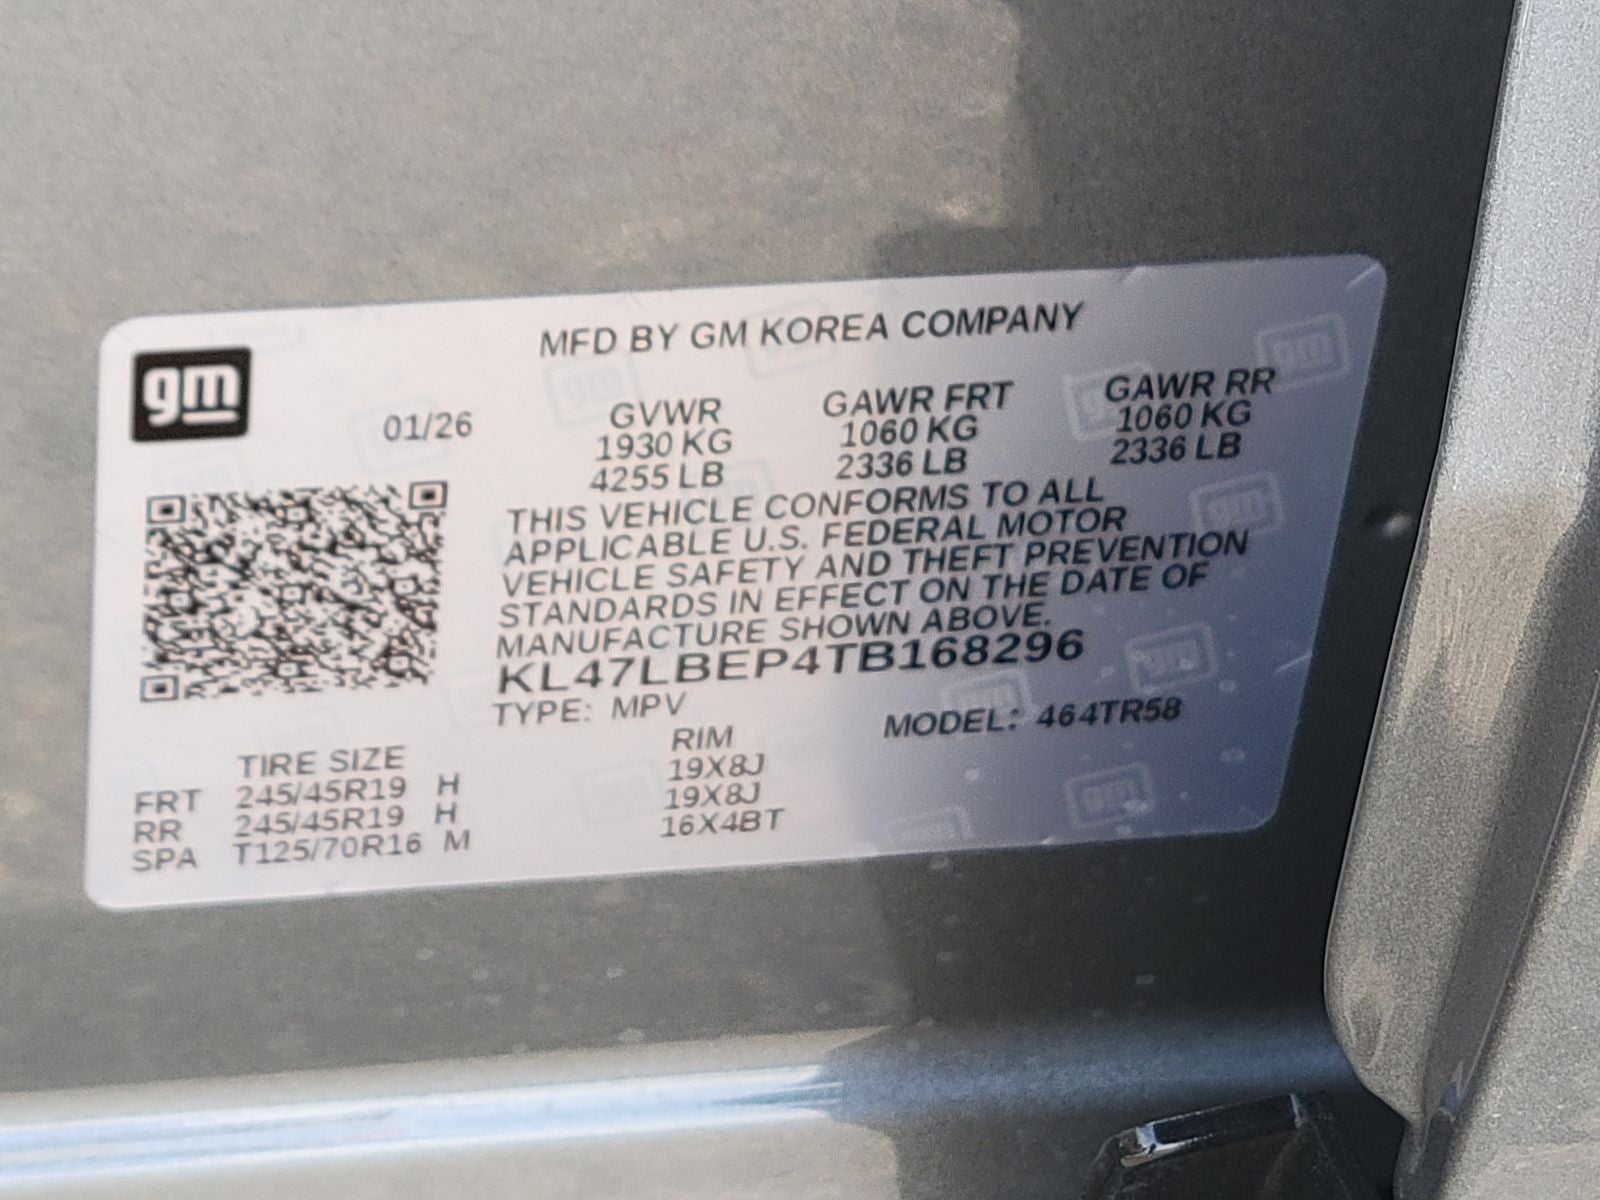 gm
MFD BY GM KOREA COMPANY
01/26
GVWR GAWR FRT GAWR RR
1930 KG 1060 KG 1060 KG
4255 LB 2336 LB 2336 LB
THIS VEHICLE CONFORMS TO ALL
APPLICABLE U.S. FEDERAL MOTOR
VEHICLE SAFETY AND THEFT PREVENTION
STANDARDS IN EFFECT ON THE DATE OF
MANUFACTURE SHOWN ABOVE.
KL47LBEP4TB168296
TYPE: MPV MODEL: 464TR58
TIRE SIZE RIM
FRT 245/45R19 H 19X8J
RR 245/45R19 H 19X8J
SPA T125/70R16 M 16X4BT